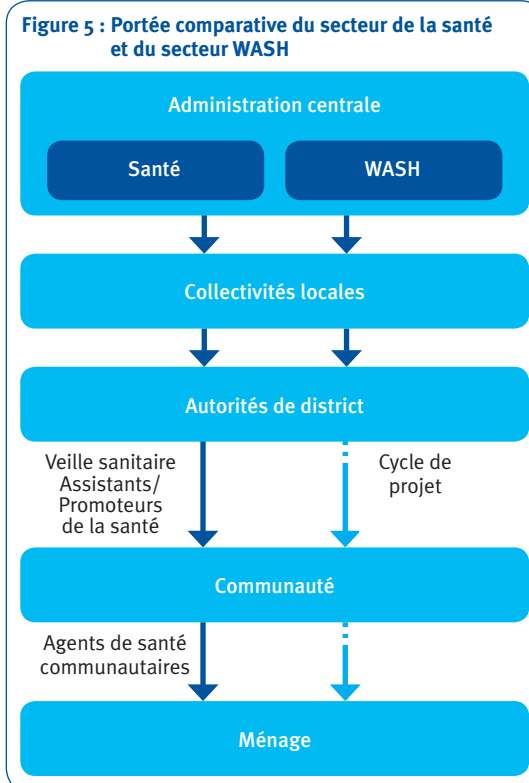 Figure 5 : Portée comparative du secteur de la santé
et du secteur WASH
Administration centrale
Santé
WASH
Collectivités locales
Autorités de district
Veille sanitaire
Assistants/
Promoteurs
de la santé
Cycle de
projet
Communauté
Agents de santé
communautaires
Ménage